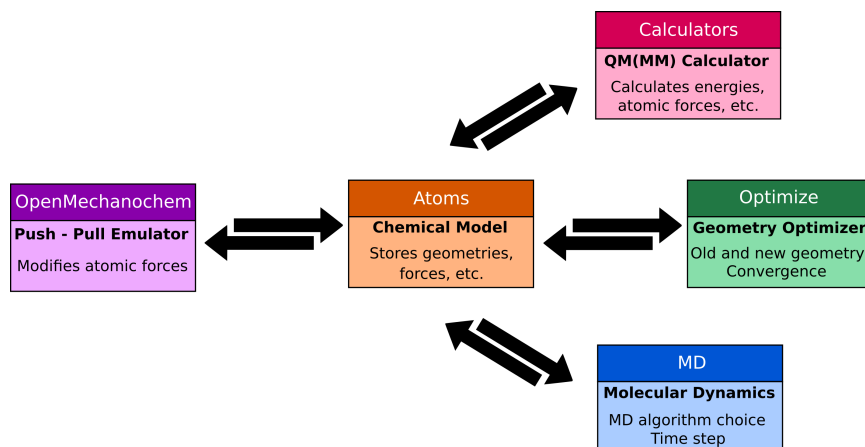 Calculators
QM(MM) Calculator
Calculates energies,
atomic forces, etc.
OpenMechanochem
Push - Pull Emulator
Modifies atomic forces
Atoms
Chemical Model
Stores geometries,
forces, etc.
Optimize
Geometry Optimizer
Old and new geometry
Convergence
MD
Molecular Dynamics
MD algorithm choice
Time step